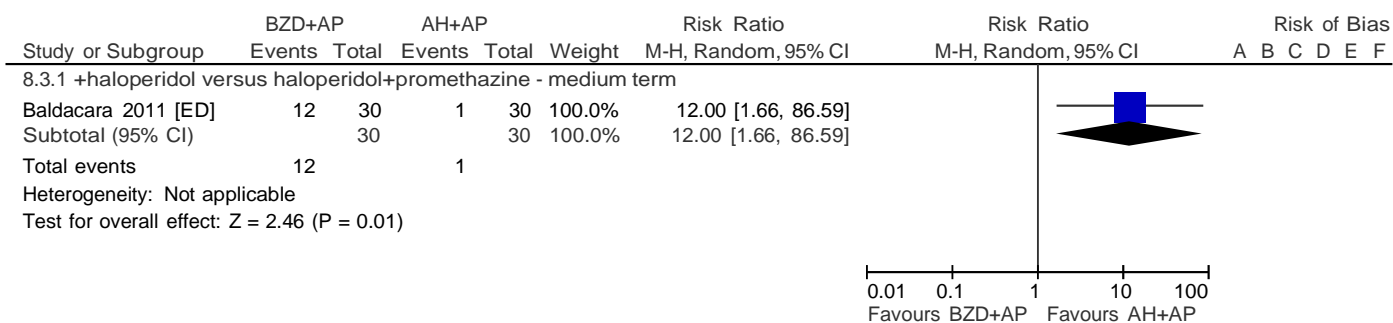 BZD+AP AH+AP Risk Ratio Risk Ratio Risk of Bias
Study or Subgroup Events Total Events Total Weight M-H, Random, 95% CI M-H, Random, 95% CI A B C D E F
8.3.1 +haloperidol versus haloperidol+promethazine - medium term
Baldacara 2011 [ED] 12 30 1 30 100.0% 12.00 [1.66, 86.59]
Subtotal (95% CI) 30 30 100.0% 12.00 [1.66, 86.59]
Total events 12 1
Heterogeneity: Not applicable
Test for overall effect: Z = 2.46 (P = 0.01)
0.01 0.1 1 10 100
Favours BZD+AP Favours AH+AP